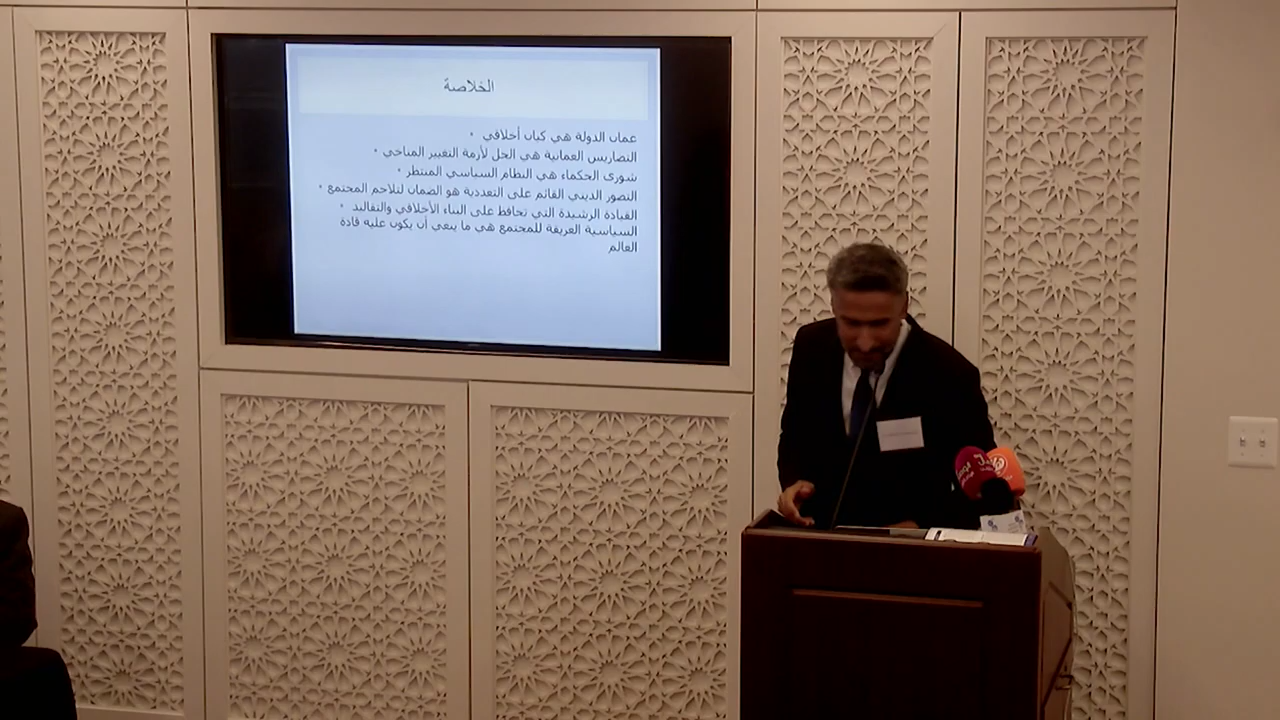 الخلاصة
عمان الدولة هي كيان أخلاقي •
التضاريس العمانية هي الحل لأزمة التغيير المناخي •
شورى الحكماء هي النظام السياسي المنتظر •
التصور الديني القائم على التعددية هو الضمان لتلاحم المجتمع •
القيادة الرشيدة التي تحافظ على البناء الأخلاقي والتقاليد •
السياسية العريقة للمجتمع هي ما ينبغي أن يكون عليه قادة
العالم